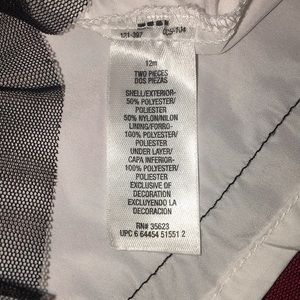 121-397
12m
TWO PIECES
DOS PIEZAS
SHELL/EXTERIOR-
50% POLYESTER/
POLIESTER
50% NYLON/NILON
LINING/FORRO-
100% POLYESTER/
POLIESTER
UNDER LAYER/
CAPA INFERIOR-
100% POLYESTER/
POLIESTER
EXCLUSIVE OF
DECORATION
EXCLUYENDO LA
DECORACION
RN# 35623
UPC 6 64454 51551 2